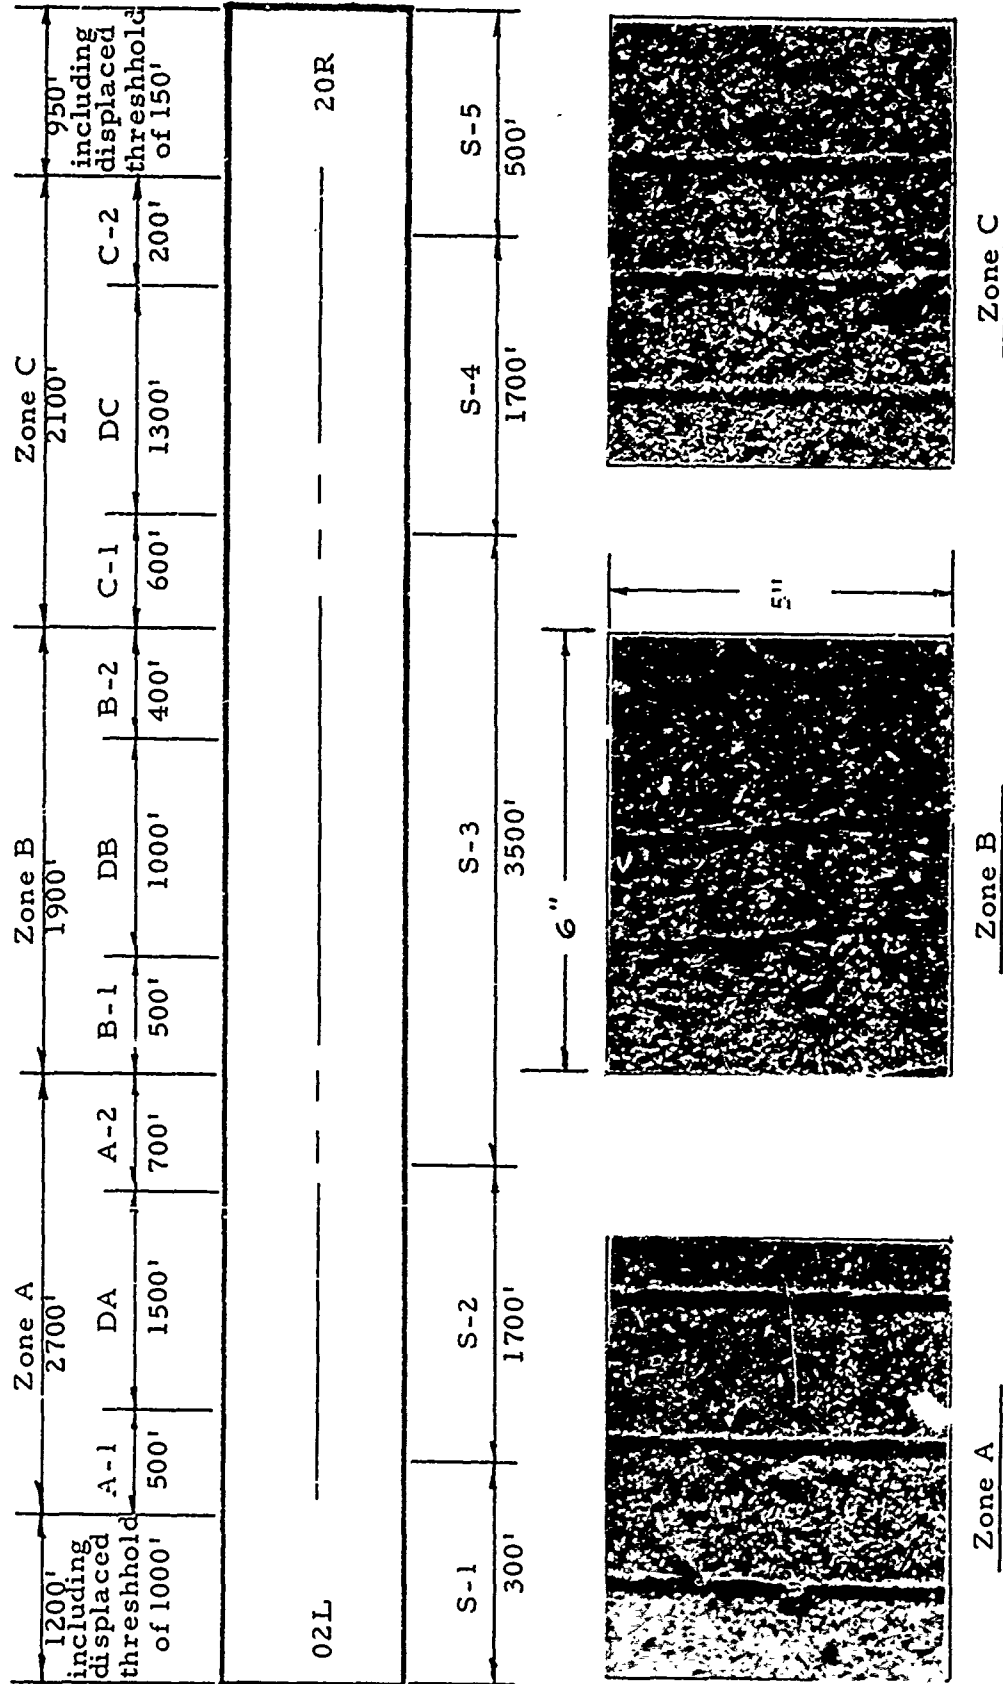 1200'
including
displaced
threshhold
of 1000'
Zone A
2700'
A-1
500'
DA
1500'
A-2
700'
Zone B
1900'
B-1
500'
DB
1000'
B-2
400'
Zone C
2100'
C-1
600'
DC
1300'
C-2
200'
950'
including
displaced
threshhold
of 150'
02L
20R
S-1
300'
S-2
1700'
S-3
3500'
S-4
1700'
S-5
500'
6"
5"
Zone A
Zone B
Zone C